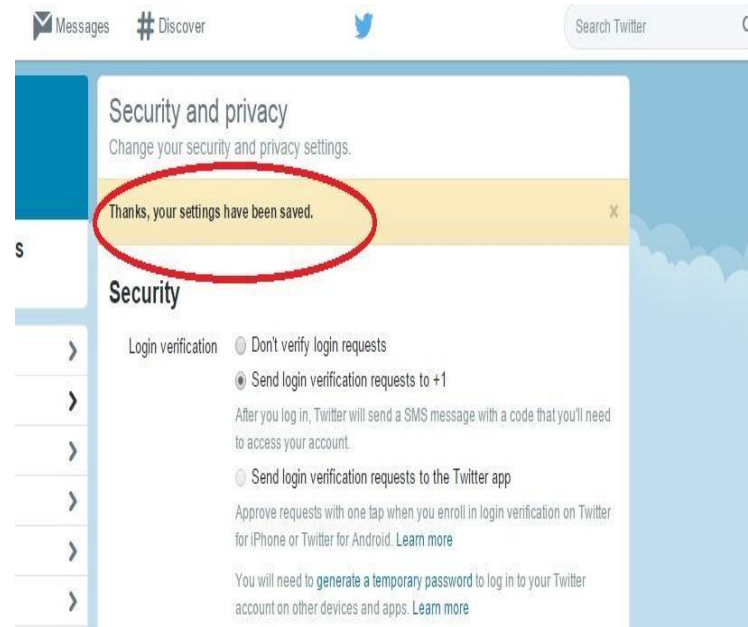 Messages
# Discover
Search Twitter
Security and privacy
Change your security and privacy settings.
Thanks, your settings have been saved.
x
s
Security
Login verification
Don't verify login requests
Send login verification requests to +1
After you log in, Twitter will send a SMS message with a code that you'll need
to access your account.
Send login verification requests to the Twitter app
Approve requests with one tap when you enroll in login verification on Twitter
for iPhone or Twitter for Android. Learn more
You will need to generate a temporary password to log in to your Twitter
account on other devices and apps. Learn more